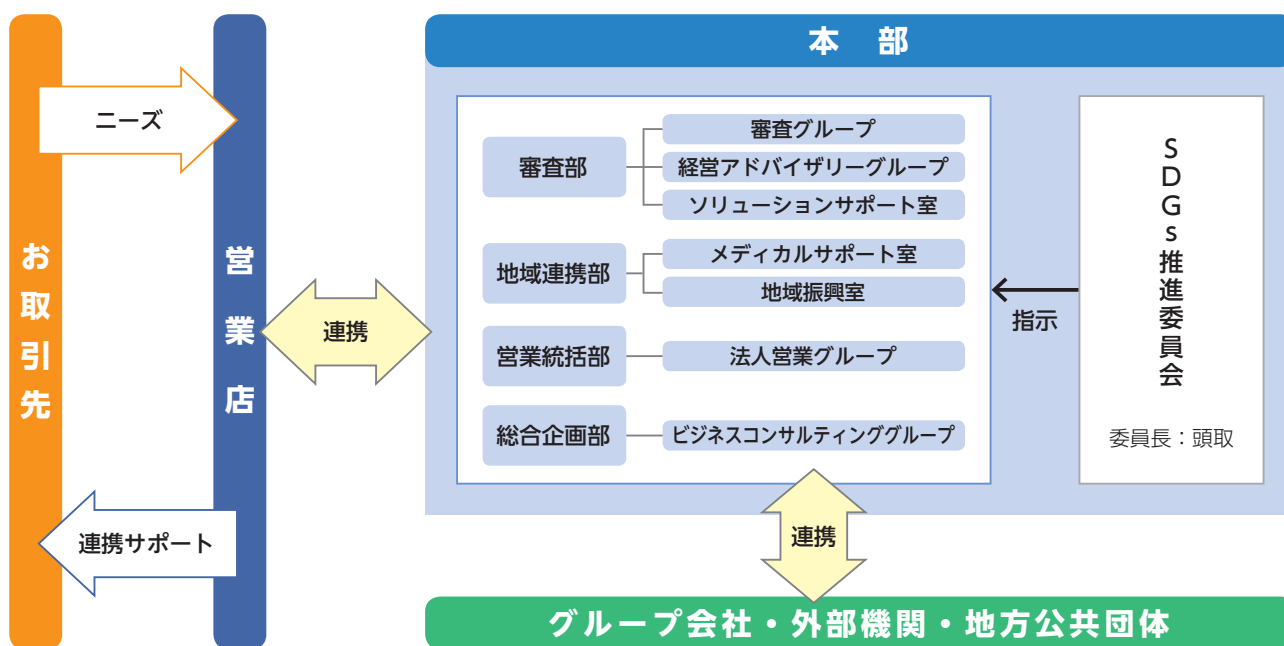 お取引先
ニーズ
連携サポート
営業店
連携
本部
審査部
審査グループ
経営アドバイザリーグループ
ソリューションサポート室
地域連携部
メディカルサポート室
地域振興室
営業統括部
法人営業グループ
総合企画部
ビジネスコンサルティンググループ
指示
SDGs推進委員会
委員長：頭取
連携
グループ会社・外部機関・地方公共団体